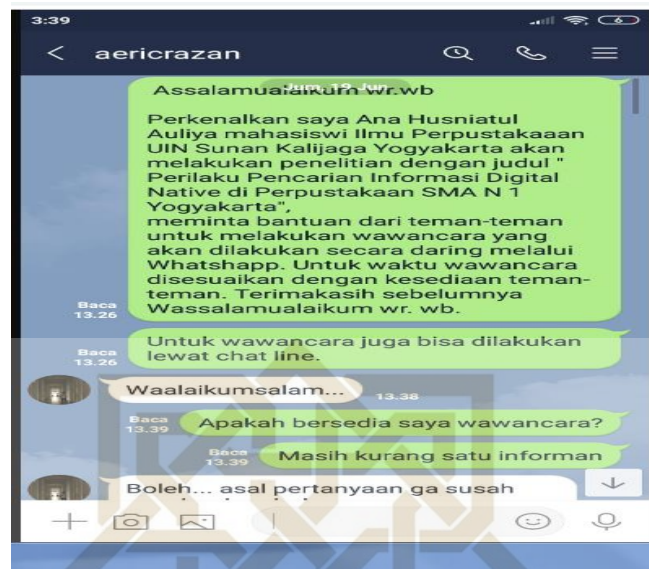 3:39
6
aericrazan
Jum, 19 Jun
Assalamualaikum wr.wb
Perkenalkan saya Ana Husniatul
Auliya mahasiswi Ilmu Perpustakaaan
UIN Sunan Kalijaga Yogyakarta akan
melakukan penelitian dengan judul "
Perilaku Pencarian Informasi Digital
Native di Perpustakaan SMA N 1
Yogyakarta",
meminta bantuan dari teman-teman
untuk melakukan wawancara yang
akan dilakukan secara daring melalui
Whatshapp. Untuk waktu wawancara
disesuaikan dengan kesediaan teman-
teman. Terimakasih sebelumnya
Wassalamualaikum wr. wb.
Baca
13.26
Untuk wawancara juga bisa dilakukan
lewat chat line.
Baca
13.26
Waalaikumsalam...
13.38
Baca
13.39
Apakah bersedia saya wawancara?
Baca
13.39
Masih kurang satu informan
Boleh... asal pertanyaan ga susah